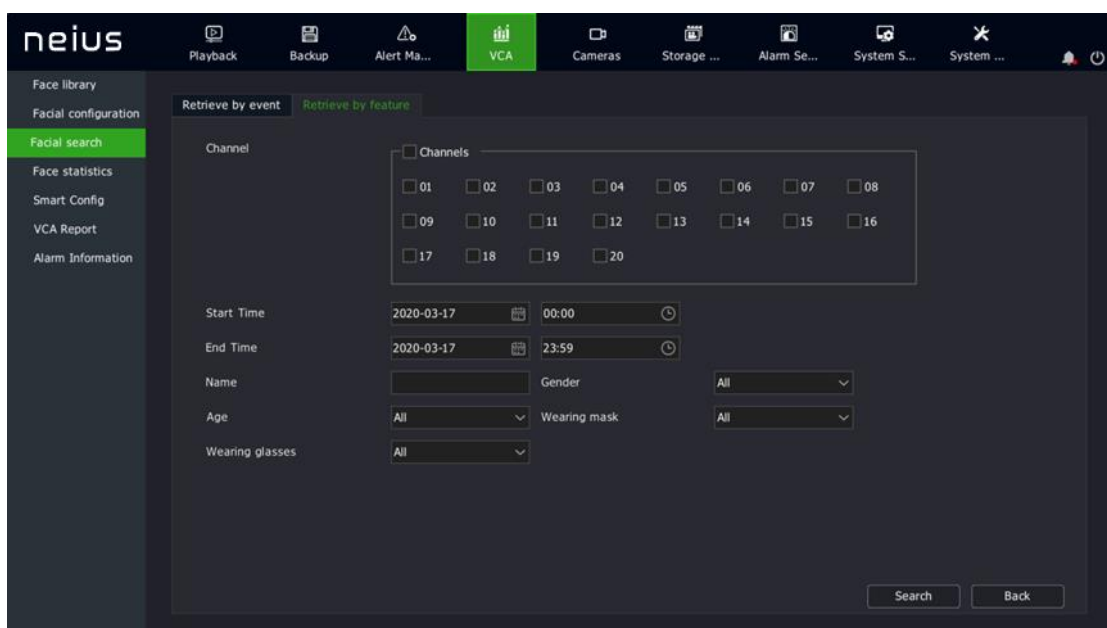 neius
Playback Backup Alert Ma... VCA Cameras Storage ... Alarm Se... System S... System ...
Face library
Facial configuration
Facial search
Face statistics
Smart Config
VCA Report
Alarm Information
Retrieve by event Retrieve by feature
Channel Channels
01 02 03 04 05 06 07 08
09 10 11 12 13 14 15 16
17 18 19 20
Start Time 2020-03-17 00:00
End Time 2020-03-17 23:59
Name Gender All
Age All Wearing mask All
Wearing glasses All
Search Back